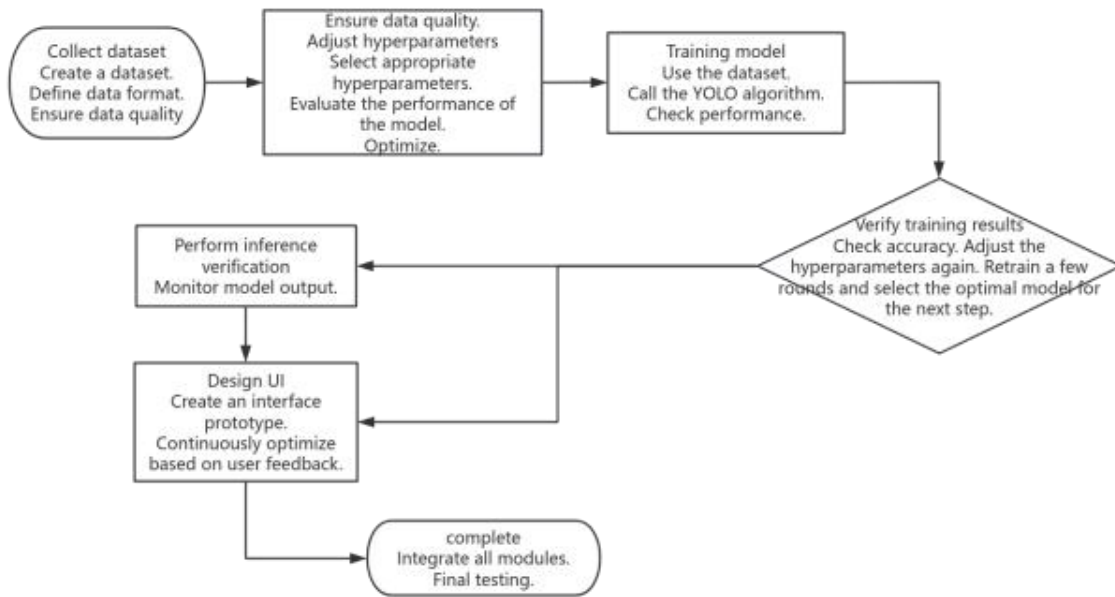 Collect dataset
Create a dataset.
Define data format.
Ensure data quality
Ensure data quality.
Adjust hyperparameters
Select appropriate
hyperparameters.
Evaluate the performance of
the model.
Optimize.
Training model
Use the dataset.
Call the YOLO algorithm.
Check performance.
Verify training results
Check accuracy. Adjust the
hyperparameters again. Retrain a few
rounds and select the optimal model for
the next step.
Perform inference
verification
Monitor model output.
Design UI
Create an interface
prototype.
Continuously optimize
based on user feedback.
complete
Integrate all modules.
Final testing.